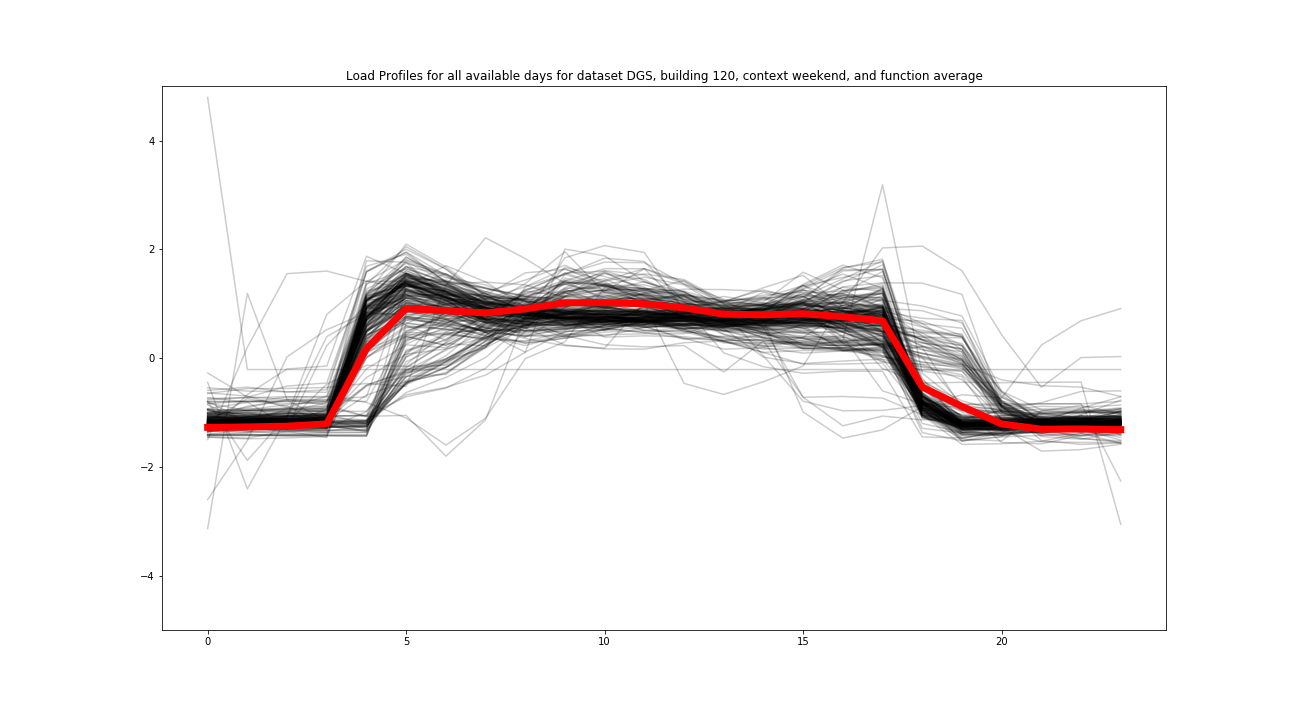 Load Profiles for all available days for dataset DGS, building 120, context weekend, and function average
4
2
0
−2
−4
0 5 10 15 20